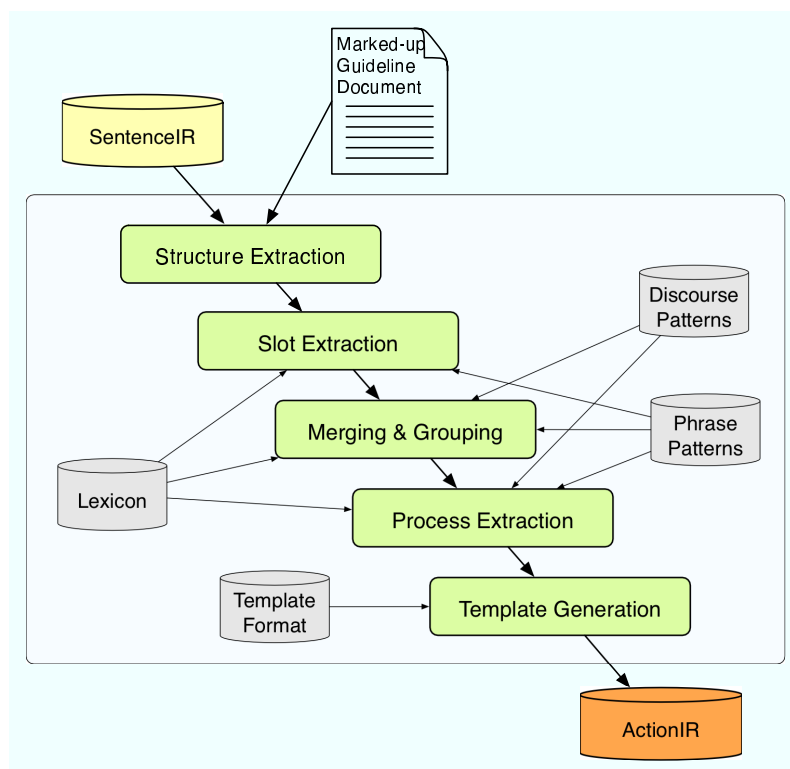 Marked-up
Guideline
Document
SentenceIR
Structure Extraction
Discourse
Patterns
Slot Extraction
Phrase
Patterns
Merging & Grouping
Lexicon
Process Extraction
Template
Format
Template Generation
ActionIR